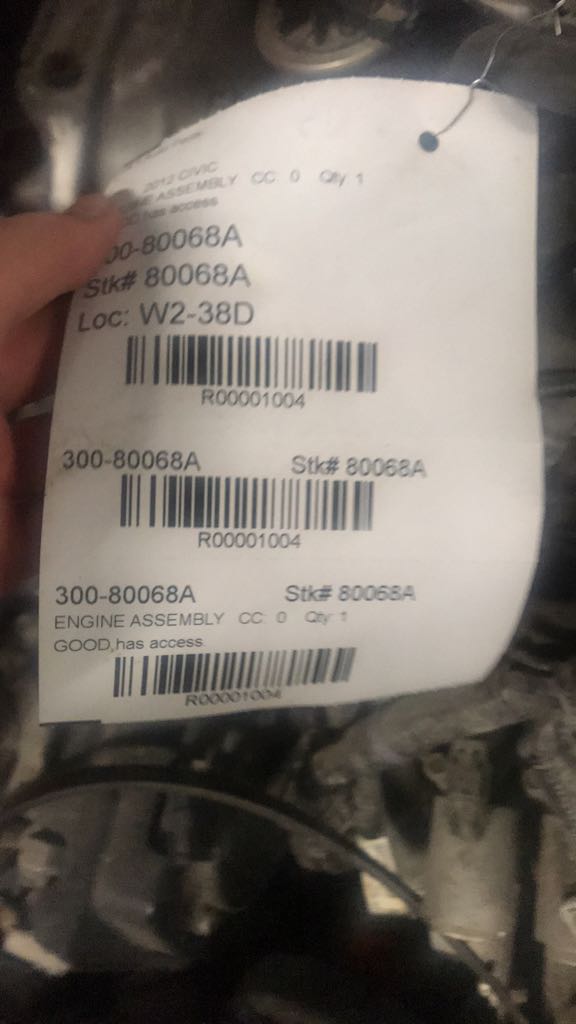 2012 CIVIC
ASSEMBLY CC: 0 Qty: 1
has access
00-80068A
Stk# 80068A
Loc: W2-38D
R00001004
300-80068A Stk# 80068A
R00001004
300-80068A Stk# 80068A
ENGINE ASSEMBLY CC: 0 Qty: 1
GOOD,has access
R00001004